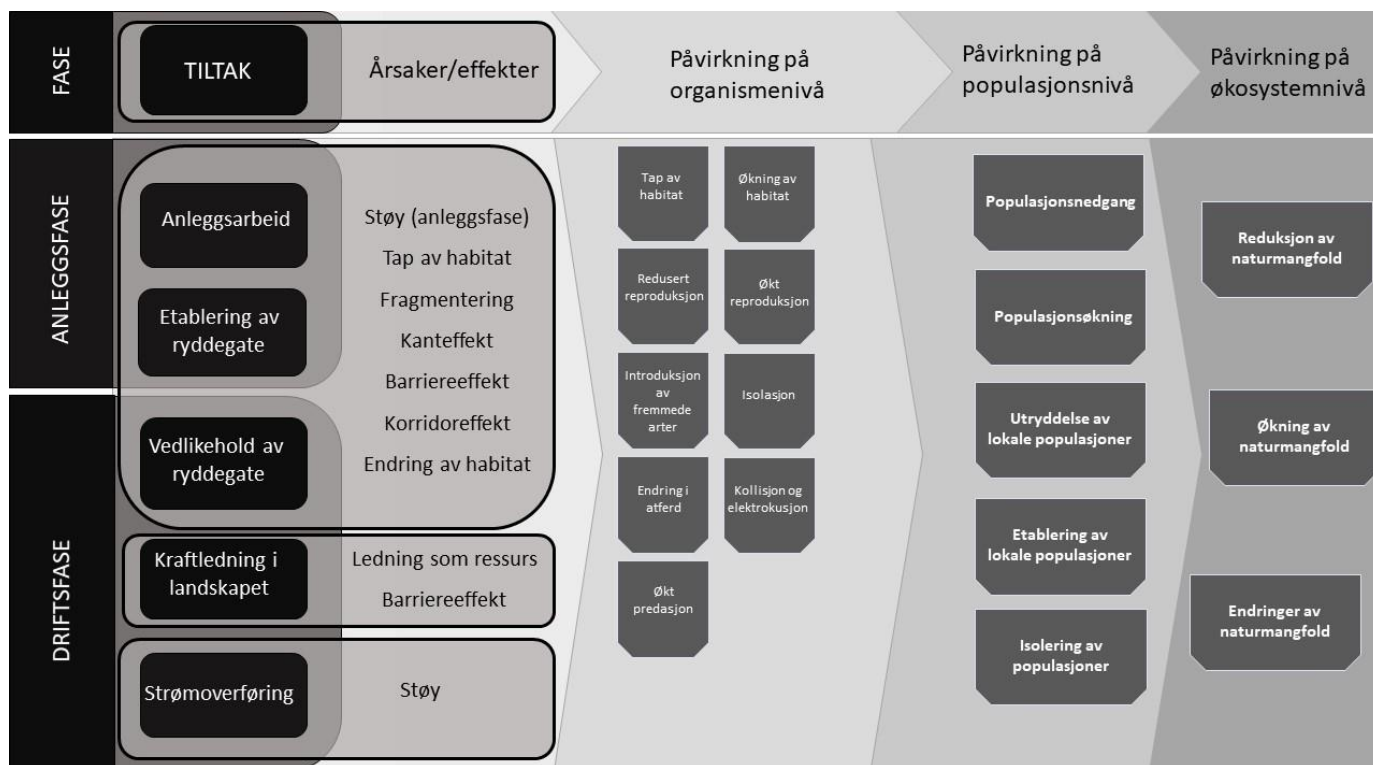 FASE
TILTAK
Årsaker/effekter
Påvirkning på
organismenivå
Påvirkning på
populasjonsnivå
Påvirkning på
økosystemnivå
ANLEGGSFASE
Anleggsarbeid
Etablering av
ryddegate
DRIFTSFASE
Vedlikehold av
ryddegate
Støy (anleggsfase)
Tap av habitat
Fragmentering
Kanteffekt
Barriereeffekt
Korridoreffekt
Endring av habitat
Kraftledning i
landskapet
Ledning som ressurs
Barriereeffekt
Strømoverføring
Støy
Tap av
habitat
Økning av
habitat
Redusert
reproduksjon
Økt
reproduksjon
Introduksjon
av
fremmede
arter
Isolasjon
Endring i
atferd
Kollisjon og
elektrokusjon
Økt
predasjon
Populasjonsnedgang
Populasjonsøkning
Utryddelse av
lokale populasjoner
Etablering av
lokale populasjoner
Isolering av
populasjoner
Reduksjon av
naturmangfold
Økning av
naturmangfold
Endringer av
naturmangfold